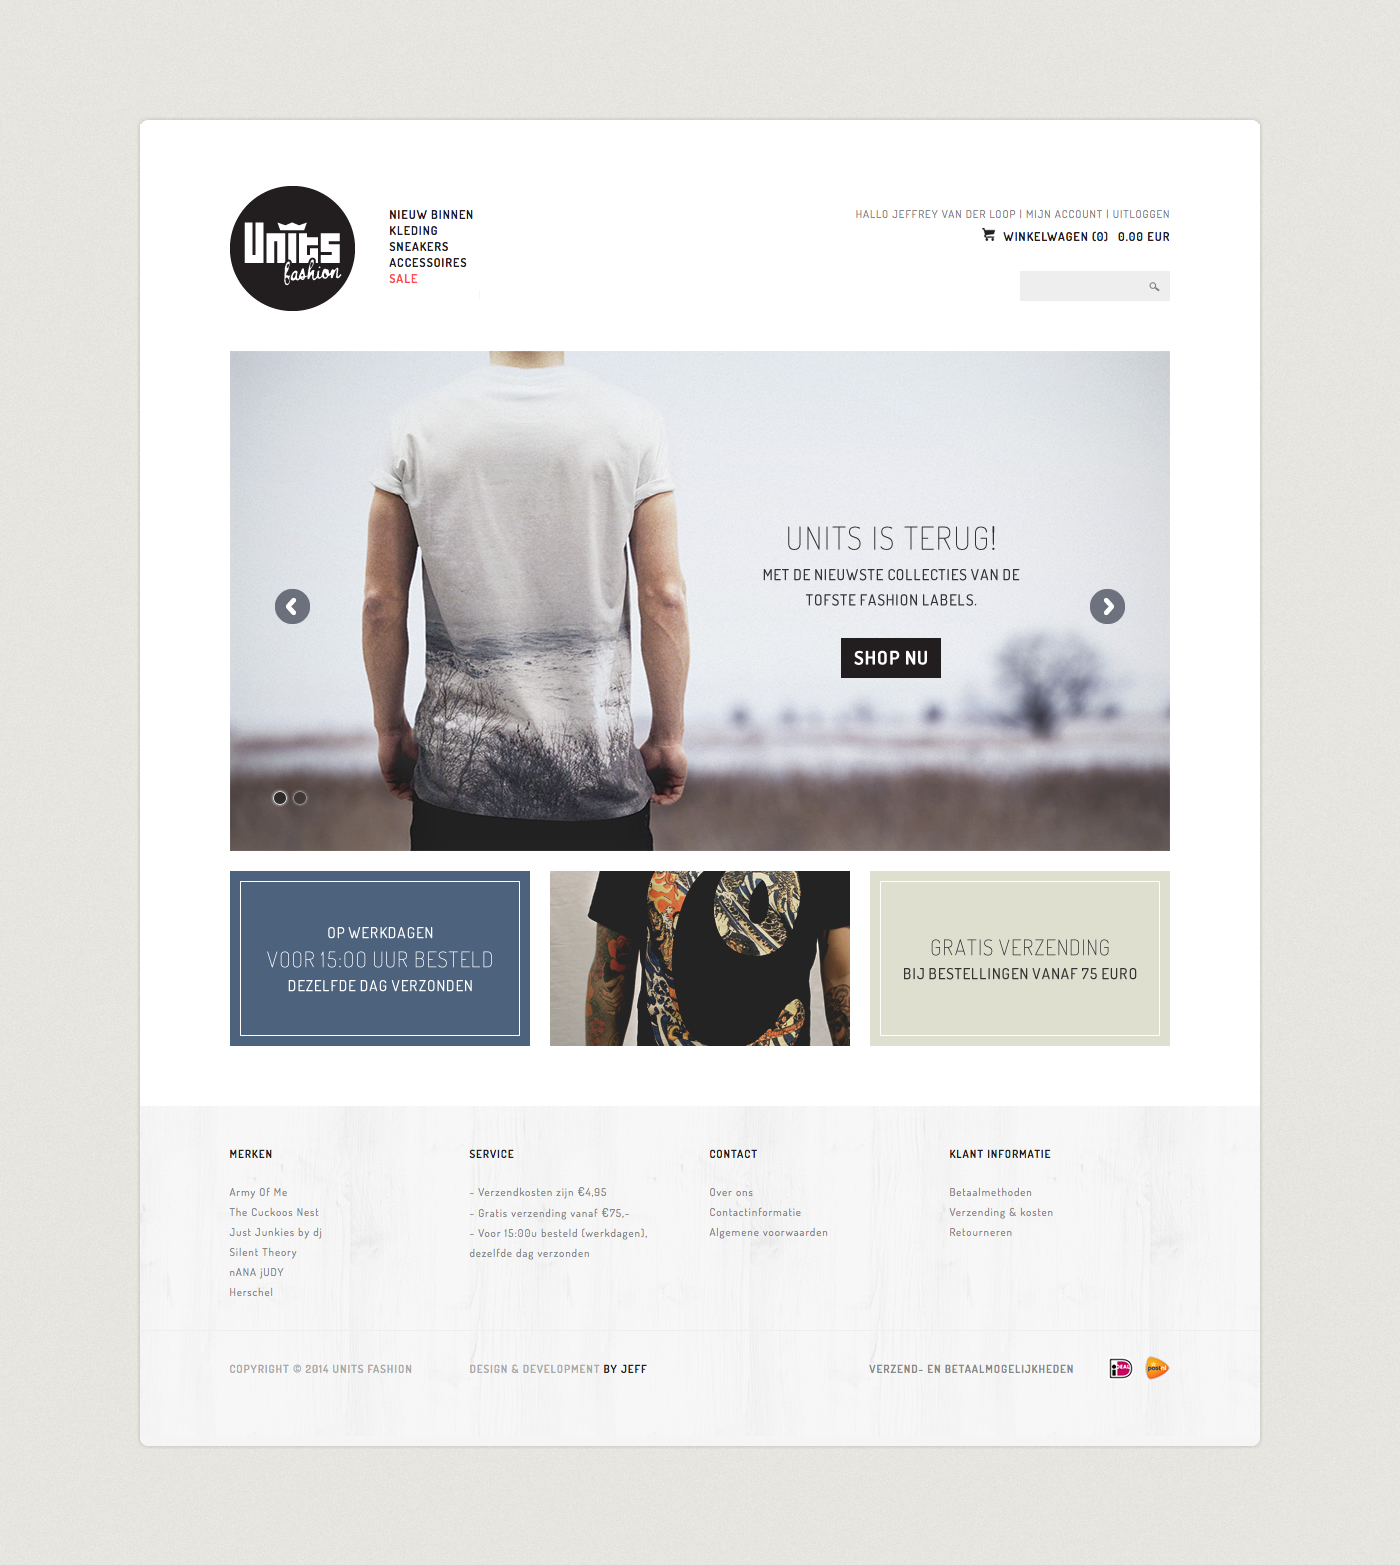 Units
fashion
NIEUW BINNEN
KLEDING
SNEAKERS
ACCESSOIRES
SALE
HALLO JEFFREY VAN DER LOOP | MIJN ACCOUNT | UITLOGGEN
WINKELWAGEN (0) 0.00 EUR
UNITS IS TERUG!
MET DE NIEUWSTE COLLECTIES VAN DE
TOFSTE FASHION LABELS.
SHOP NU
OP WERKDAGEN
VOOR 15:00 UUR BESTELD
DEZELFDE DAG VERZONDEN
GRATIS VERZENDING
BIJ BESTELLINGEN VANAF 75 EURO
MERKEN
Army Of Me
The Cuckoos Nest
Just Junkies by dj
Silent Theory
nANA jUDY
Herschel
SERVICE
- Verzendkosten zijn €4,95
- Gratis verzending vanaf €75,-
- Voor 15:00u besteld (werkdagen),
dezelfde dag verzonden
CONTACT
Over ons
Contactinformatie
Algemene voorwaarden
KLANT INFORMATIE
Betaalmethoden
Verzending & kosten
Retourneren
COPYRIGHT © 2014 UNITS FASHION
DESIGN & DEVELOPMENT BY JEFF
VERZEND- EN BETAALMOGELIJKHEDEN
iDEAL
postnl